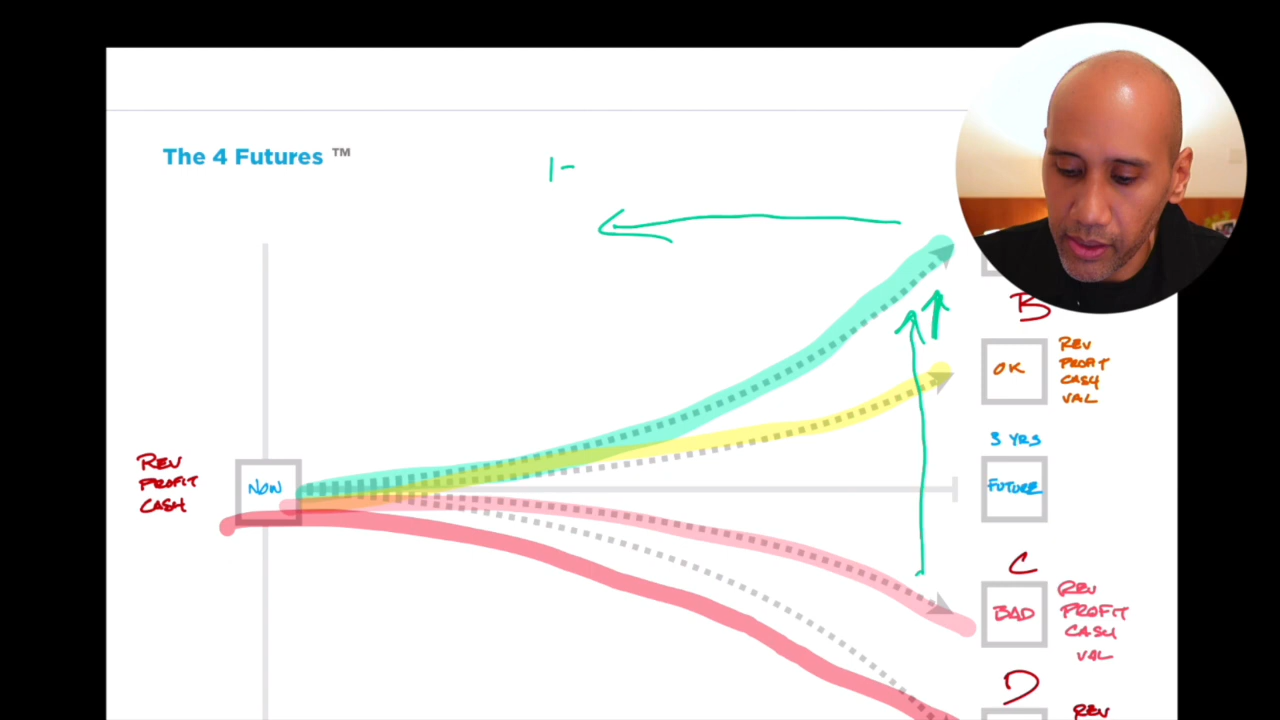 The 4 Futures ™
1-
B
OK
REV
PROFIT
CASH
VAL
3 YRS
FUTURE
REV
PROFIT
CASH
NOW
C
BAD
REV
PROFIT
CASH
VAL
D
REV